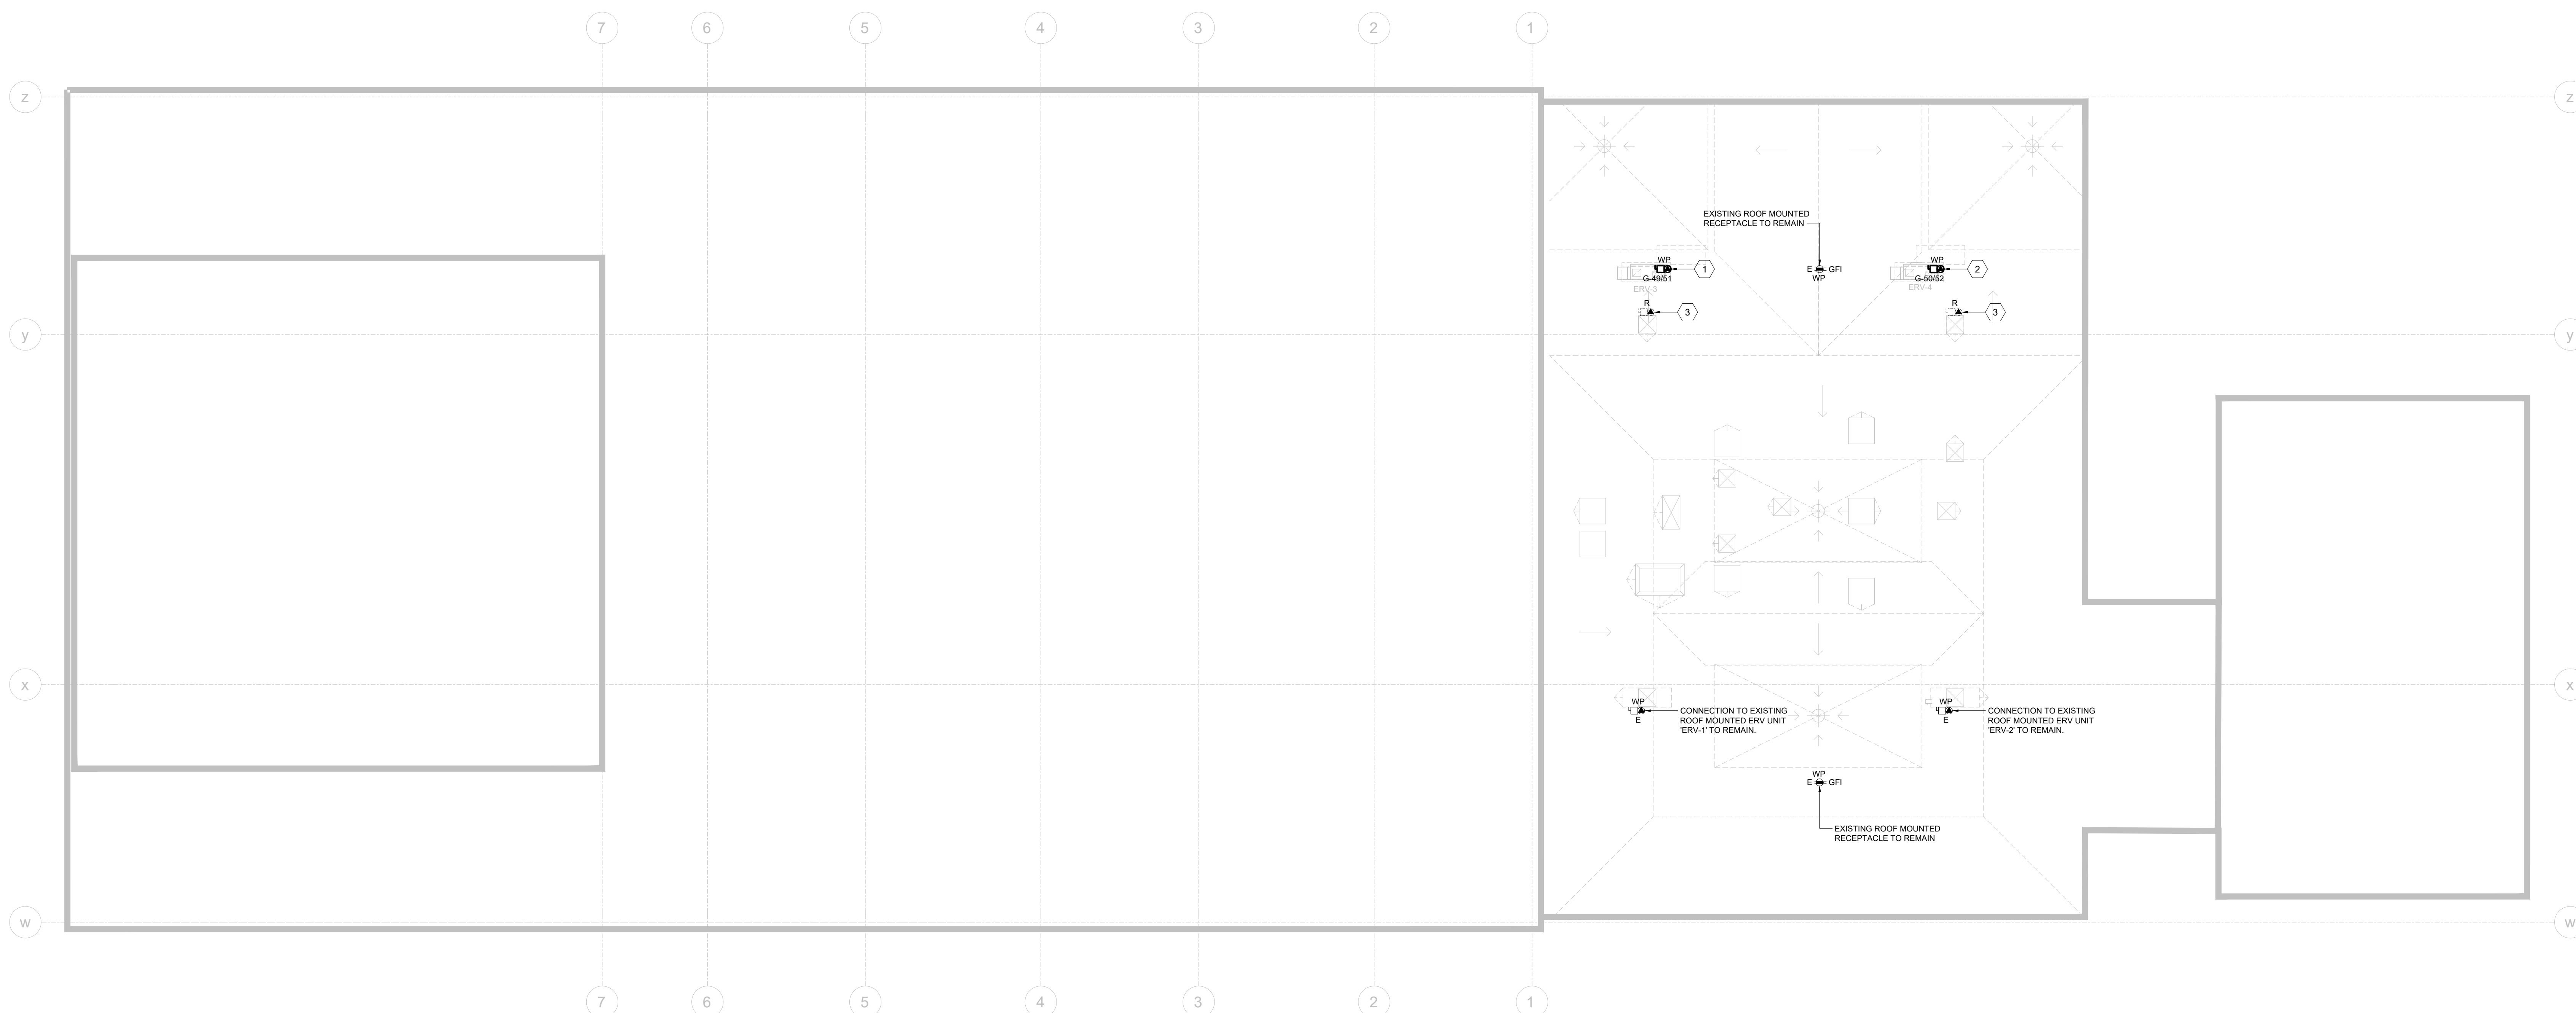 7 6 5 4 3 2 1
z z
EXISTING ROOF MOUNTED
RECEPTACLE TO REMAIN
WP
1
G-49/51
ERV-3
E GFI
WP
WP
2
G-50/52
ERV-4
R
3
R
3
y y
x x
WP
E
CONNECTION TO EXISTING
ROOF MOUNTED ERV UNIT
'ERV-1' TO REMAIN.
WP
E
CONNECTION TO EXISTING
ROOF MOUNTED ERV UNIT
'ERV-2' TO REMAIN.
WP
E GFI
EXISTING ROOF MOUNTED
RECEPTACLE TO REMAIN
w w
7 6 5 4 3 2 1